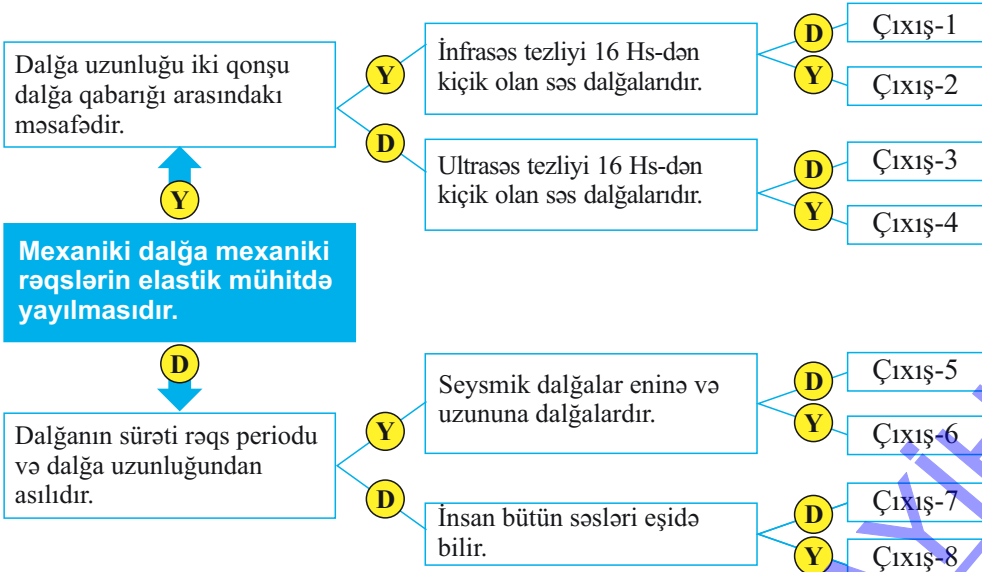 Dalğa uzunluğu iki qonşu
dalğa qabarığı arasındakı
məsafədir.
Y
D
İnfrasəs tezliyi 16 Hs-dən
kiçik olan səs dalğalarıdır.
D
Y
Çıxış-1
Çıxış-2
Ultrasəs tezliyi 16 Hs-dən
kiçik olan səs dalğalarıdır.
D
Y
Çıxış-3
Çıxış-4
Y
Mexaniki dalğa mexaniki
rəqslərin elastik mühitdə
yayılmasıdır.
D
Dalğanın sürəti rəqs periodu
və dalğa uzunluğundan
asılıdır.
Y
D
Seysmik dalğalar eninə və
uzununa dalğalardır.
D
Y
Çıxış-5
Çıxış-6
İnsan bütün səsləri eşidə
bilir.
D
Y
Çıxış-7
Çıxış-8